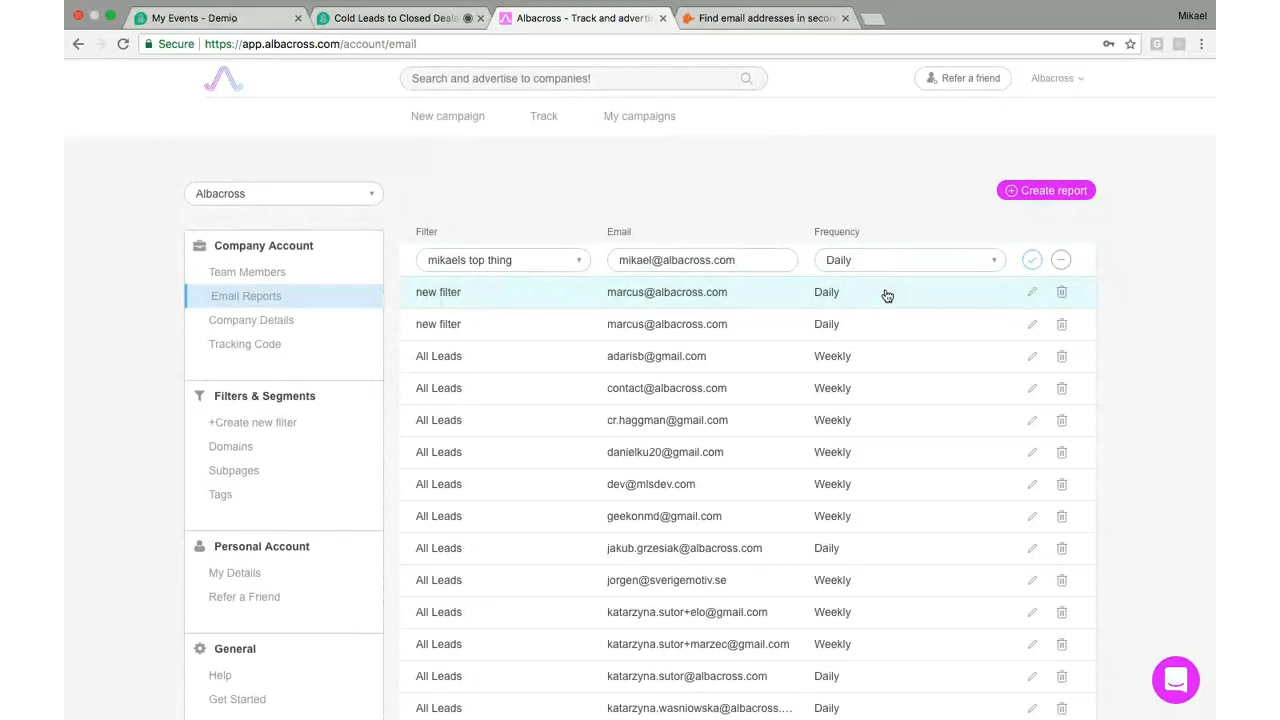 My Events - Demio
Cold Leads to Closed Deals
Albacross - Track and adverti
Find email addresses in secon
Mikael
Secure
https://app.albacross.com/account/email
Search and advertise to companies!
Refer a friend
Albacross
New campaign
Track
My campaigns
Albacross
Create report
Company Account
Team Members
Email Reports
Company Details
Tracking Code
Filters & Segments
+Create new filter
Domains
Subpages
Tags
Personal Account
My Details
Refer a Friend
General
Help
Get Started
Filter Email Frequency
mikaels top thing mikael@albacross.com Daily
new filter marcus@albacross.com Daily
new filter marcus@albacross.com Daily
All Leads adarisb@gmail.com Weekly
All Leads contact@albacross.com Weekly
All Leads cr.haggman@gmail.com Weekly
All Leads danielku20@gmail.com Weekly
All Leads dev@mlsdev.com Weekly
All Leads geekonmd@gmail.com Weekly
All Leads jakub.grzesiak@albacross.com Daily
All Leads jorgen@sverigemotiv.se Weekly
All Leads katarzyna.sutor+elo@gmail.com Weekly
All Leads katarzyna.sutor+marzec@gmail.com Weekly
All Leads katarzyna.sutor@albacross.com Daily
All Leads katarzyna.wasniowska@albacross.... Daily